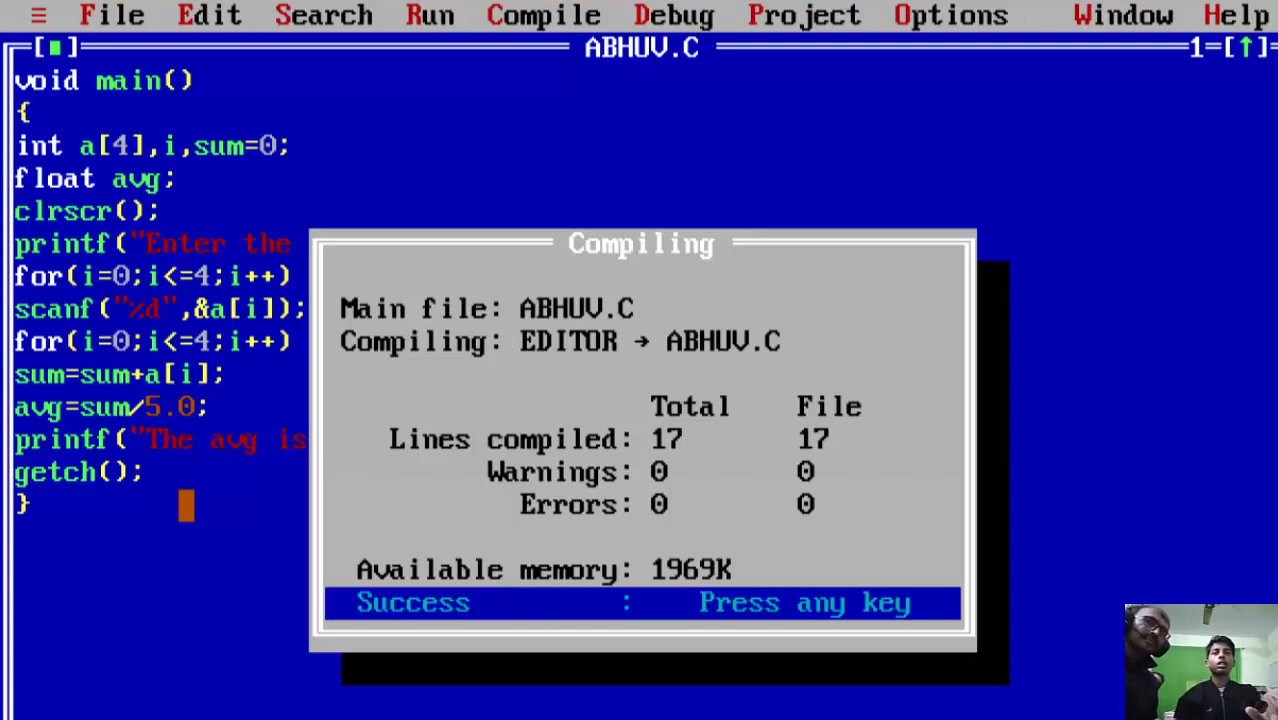 ≡ File Edit Search Run Compile Debug Project Options Window Help
[■] ABHUV.C 1=[↑]
void main()
{
int a[4],i,sum=0;
float avg;
clrscr();
printf("Enter the
for(i=0;i<=4;i++)
scanf("%d",&a[i]);
for(i=0;i<=4;i++)
sum=sum+a[i];
avg=sum/5.0;
printf("The avg is
getch();
}
Compiling
Main file: ABHUV.C
Compiling: EDITOR → ABHUV.C
Total File
Lines compiled: 17 17
Warnings: 0 0
Errors: 0 0
Available memory: 1969K
Success : Press any key